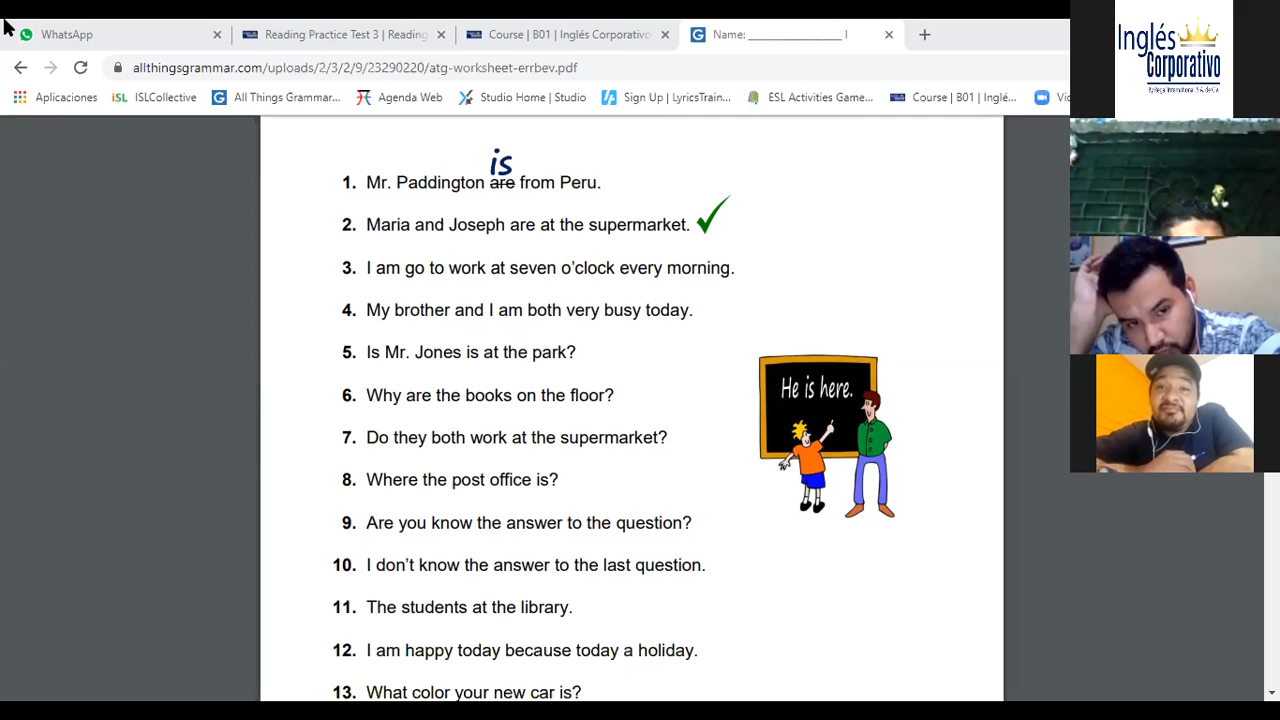 WhatsApp
Reading Practice Test 3 | Reading
Course | B01 | Inglés Corporativo
Name: ___________________ I
allthingsgrammar.com/uploads/2/3/2/9/23290220/atg-worksheet-errbev.pdf
Aplicaciones
iSL ISLCollective
All Things Grammar...
Agenda Web
Studio Home | Studio
Sign Up | LyricsTrain...
ESL Activities Game...
Course | B01 | Inglé...
Inglés
Corporativo
is
1. Mr. Paddington are from Peru.
2. Maria and Joseph are at the supermarket.
3. I am go to work at seven o’clock every morning.
4. My brother and I am both very busy today.
5. Is Mr. Jones is at the park?
He is here.
6. Why are the books on the floor?
7. Do they both work at the supermarket?
8. Where the post office is?
9. Are you know the answer to the question?
10. I don’t know the answer to the last question.
11. The students at the library.
12. I am happy today because today a holiday.
13. What color your new car is?